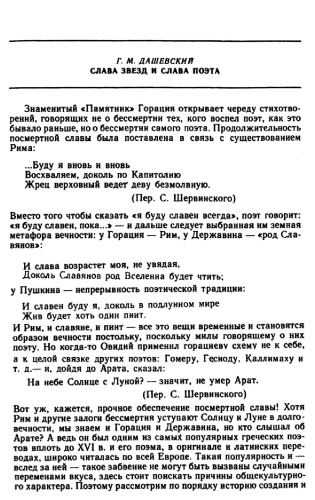 Г. М. ДАШЕВСКИЙ
СЛАВА ЗВЕЗД И СЛАВА ПОЭТА
Знаменитый «Памятник» Горация открывает череду стихотво-
рений, говорящих не о бессмертии тех, кого воспел поэт, как это
бывало раньше, но о бессмертии самого поэта. Продолжительность
посмертной славы была поставлена в связь с существованием
Рима:
...Буду я вновь и вновь
Восхваляем, доколь по Капитолию
Жрец верховный ведет деву безмолвную.
(Пер. С. Шервинского)
Вместо того чтобы сказать «я буду славен всегда», поэт говорит:
«я буду славен, пока...» — и дальше следует выбранная им земная
метафора вечности: у Горация — Рим, у Державина — «род Сла-
вянов»:
И слава возрастет моя, не увядая,
Доколь Славянов род Вселенна будет чтить;
у Пушкина — непрерывность поэтической традиции:
И славен буду я, доколь в подлунном мире
Жив будет хоть один пиит.
И Рим, и славяне, и пиит — все это вещи временные и становятся
образом вечности постольку, поскольку милы говорящему о них
поэту. Но когда-то Овидий применил горациеву схему не к себе,
а к целой связке других поэтов: Гомеру, Гесиоду, Каллимаху и
т. д.— и, дойдя до Арата, сказал:
На небе Солнце с Луной? — значит, не умер Арат.
(Пер. С. Шервинского)
Вот уж, кажется, прочное обеспечение посмертной славы! Хотя
Рим и другие залоги бессмертия уступают Солнцу и Луне в долго-
вечности, мы знаем и Горация и Державина, но кто слышал об
Арате? А ведь он был одним из самых популярных греческих поэтов
вплоть до XVI в. и его поэма, в оригинале и латинских пере-
водах, широко читалась по всей Европе. Такая популярность и —
вслед за ней — такое забвение не могут быть вызваны случайными
переменами вкуса, здесь стоит поискать причины общекультурно-
го характера. Поэтому рассмотрим по порядку историю создания и